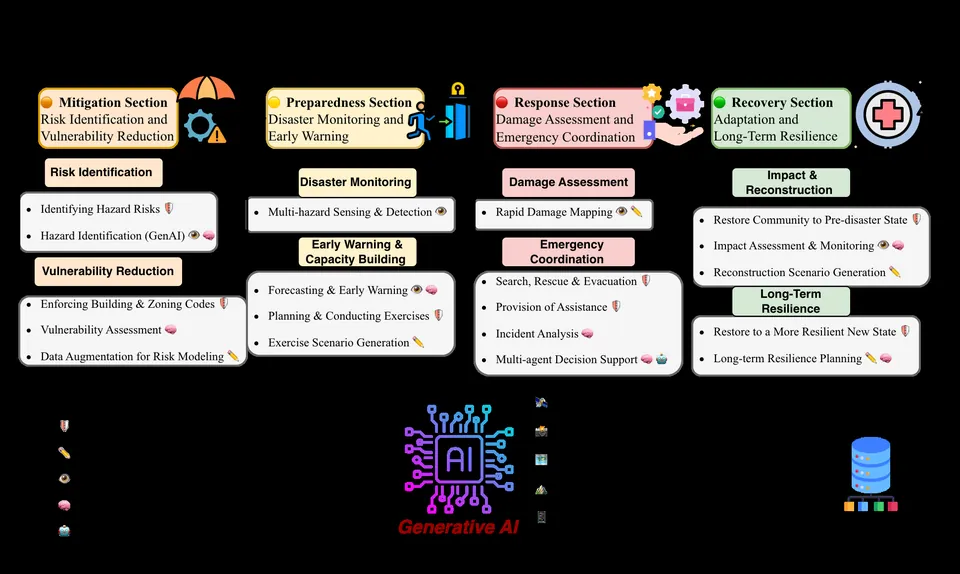 Mitigation Section
Risk Identification and
Vulnerability Reduction
Risk Identification
Identifying Hazard Risks
Hazard Identification (GenAI)
Vulnerability Reduction
Enforcing Building & Zoning Codes
Vulnerability Assessment
Data Augmentation for Risk Modeling
Preparedness Section
Disaster Monitoring and
Early Warning
Disaster Monitoring
Multi-hazard Sensing & Detection
Early Warning &
Capacity Building
Forecasting & Early Warning
Planning & Conducting Exercises
Exercise Scenario Generation
Response Section
Damage Assessment and
Emergency Coordination
Damage Assessment
Rapid Damage Mapping
Emergency
Coordination
Search, Rescue & Evacuation
Provision of Assistance
Incident Analysis
Multi-agent Decision Support
Recovery Section
Adaptation and
Long-Term Resilience
Impact &
Reconstruction
Restore Community to Pre-disaster State
Impact Assessment & Monitoring
Reconstruction Scenario Generation
Long-Term
Resilience
Restore to a More Resilient New State
Long-term Resilience Planning
AI
Generative AI